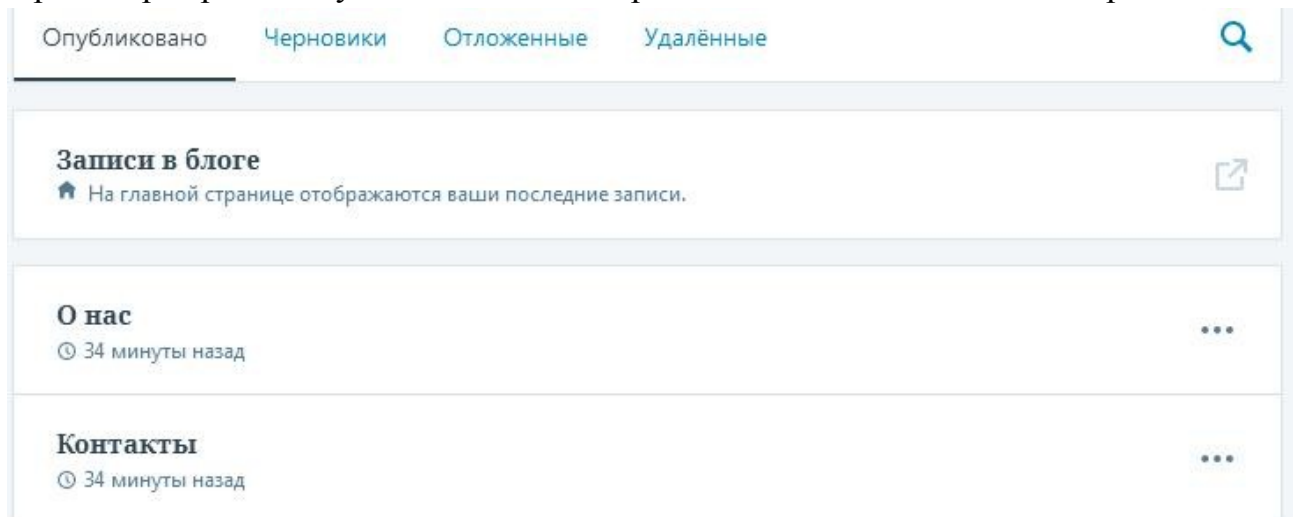 Опубликовано Черновики Отложенные Удалённые
Записи в блоге
На главной странице отображаются ваши последние записи.
О нас
34 минуты назад
Контакты
34 минуты назад